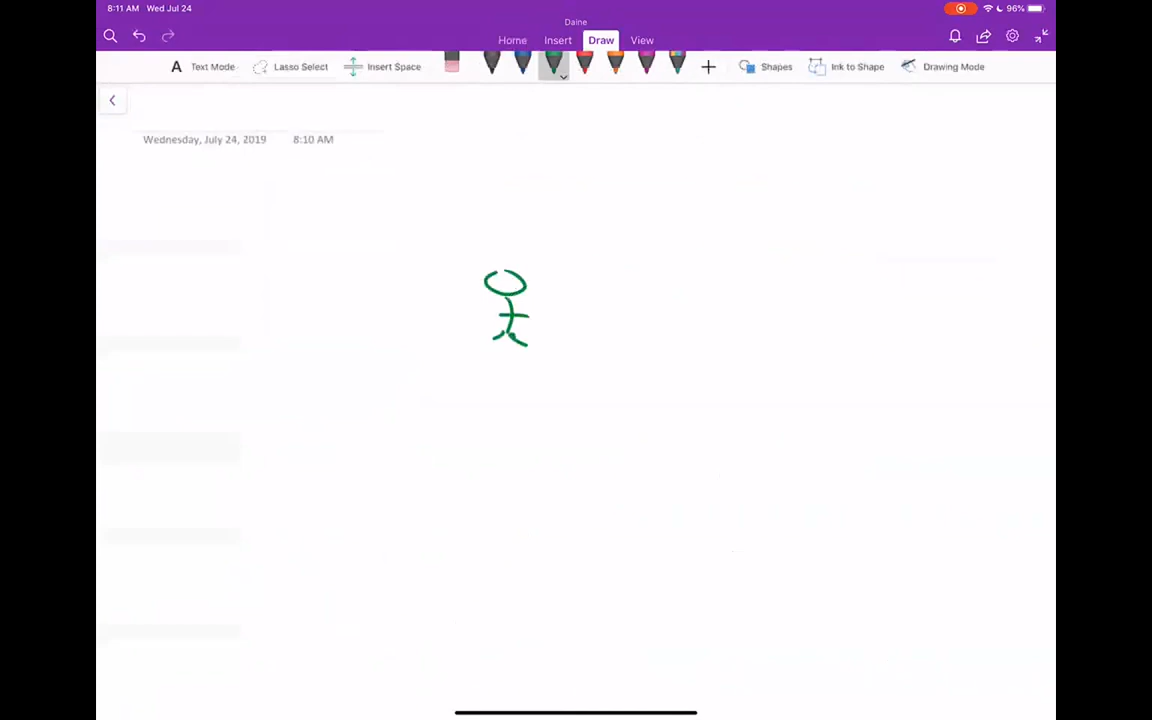 8:11 AM Wed Jul 24 96%
Daine
Home Insert Draw View
A Text Mode Lasso Select Insert Space Shapes Ink to Shape Drawing Mode
Wednesday, July 24, 2019 8:10 AM